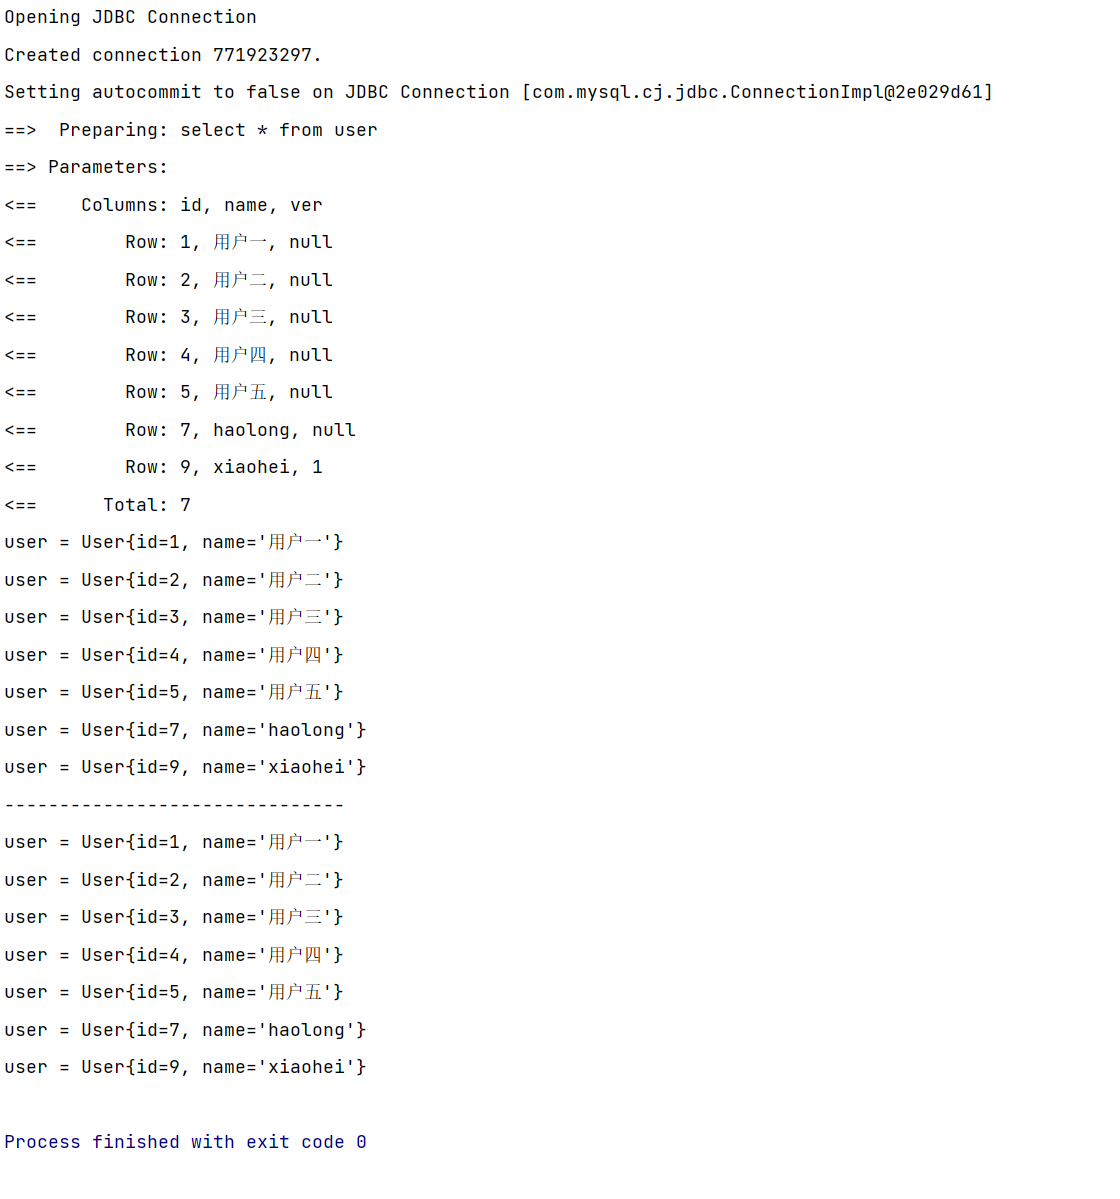 Opening JDBC Connection
Created connection 771923297.
Setting autocommit to false on JDBC Connection [com.mysql.cj.jdbc.ConnectionImpl@2e029d61]
==>  Preparing: select * from user
==> Parameters:
<==    Columns: id, name, ver
<==        Row: 1, 用户一, null
<==        Row: 2, 用户二, null
<==        Row: 3, 用户三, null
<==        Row: 4, 用户四, null
<==        Row: 5, 用户五, null
<==        Row: 7, haolong, null
<==        Row: 9, xiaohei, 1
<==      Total: 7
user = User{id=1, name='用户一'}
user = User{id=2, name='用户二'}
user = User{id=3, name='用户三'}
user = User{id=4, name='用户四'}
user = User{id=5, name='用户五'}
user = User{id=7, name='haolong'}
user = User{id=9, name='xiaohei'}
-------------------------------
user = User{id=1, name='用户一'}
user = User{id=2, name='用户二'}
user = User{id=3, name='用户三'}
user = User{id=4, name='用户四'}
user = User{id=5, name='用户五'}
user = User{id=7, name='haolong'}
user = User{id=9, name='xiaohei'}
Process finished with exit code 0